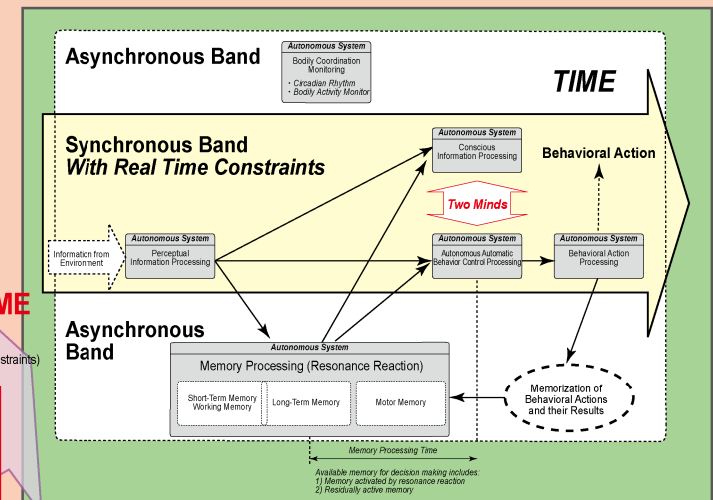 Asynchronous Band
Autonomous System
Bodily Coordination
Monitoring
・Circadian Rhythm
・Bodily Activity Monitor
TIME
Synchronous Band
With Real Time Constraints
Autonomous System
Conscious
Information Processing
Behavioral Action
Two Minds
Information from
Environment
Autonomous System
Perceptual
Information Processing
Autonomous System
Autonomous Automatic
Behavior Control Processing
Autonomous System
Behavioral Action
Processing
ME
straints)
Asynchronous
Band
Autonomous System
Memory Processing (Resonance Reaction)
Short-Term Memory
Working Memory
Long-Term Memory
Motor Memory
Memorization of
Behavioral Actions
and their Results
Memory Processing Time
Available memory for decision making includes:
1) Memory activated by resonance reaction
2) Residually active memory